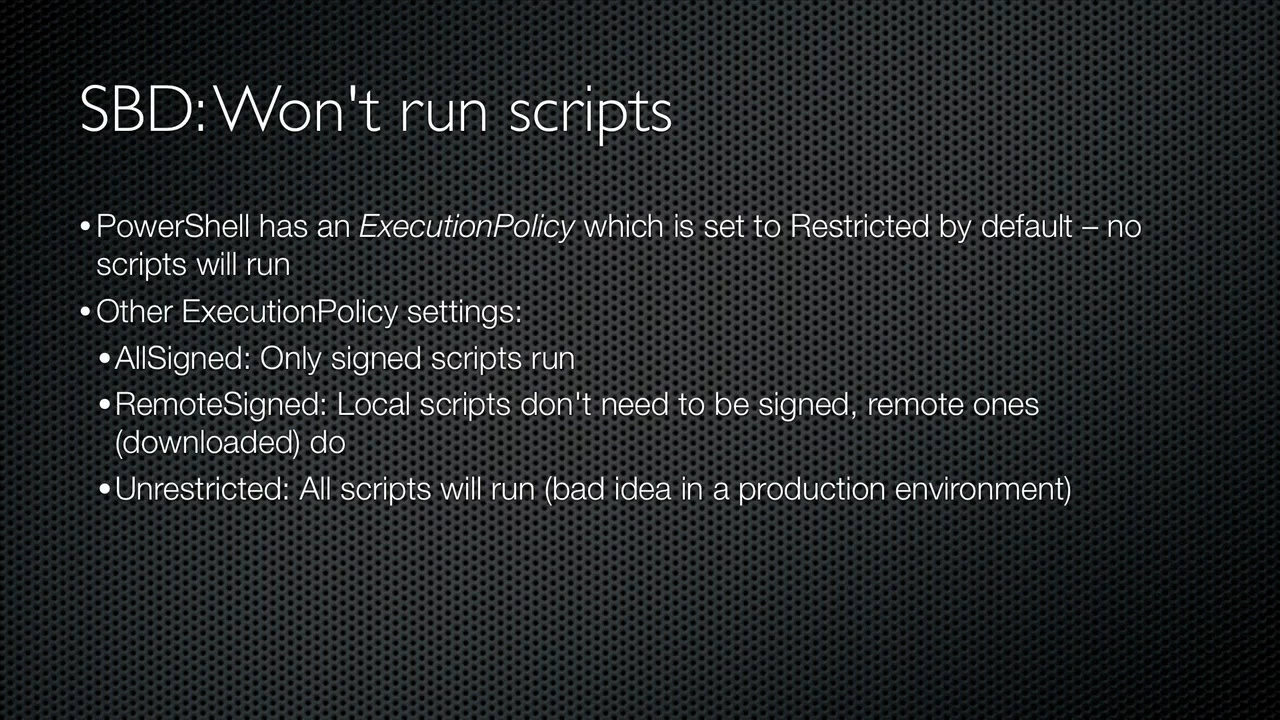 SBD: Won't run scripts
•PowerShell has an ExecutionPolicy which is set to Restricted by default – no
scripts will run
•Other ExecutionPolicy settings:
•AllSigned: Only signed scripts run
•RemoteSigned: Local scripts don't need to be signed, remote ones
(downloaded) do
•Unrestricted: All scripts will run (bad idea in a production environment)